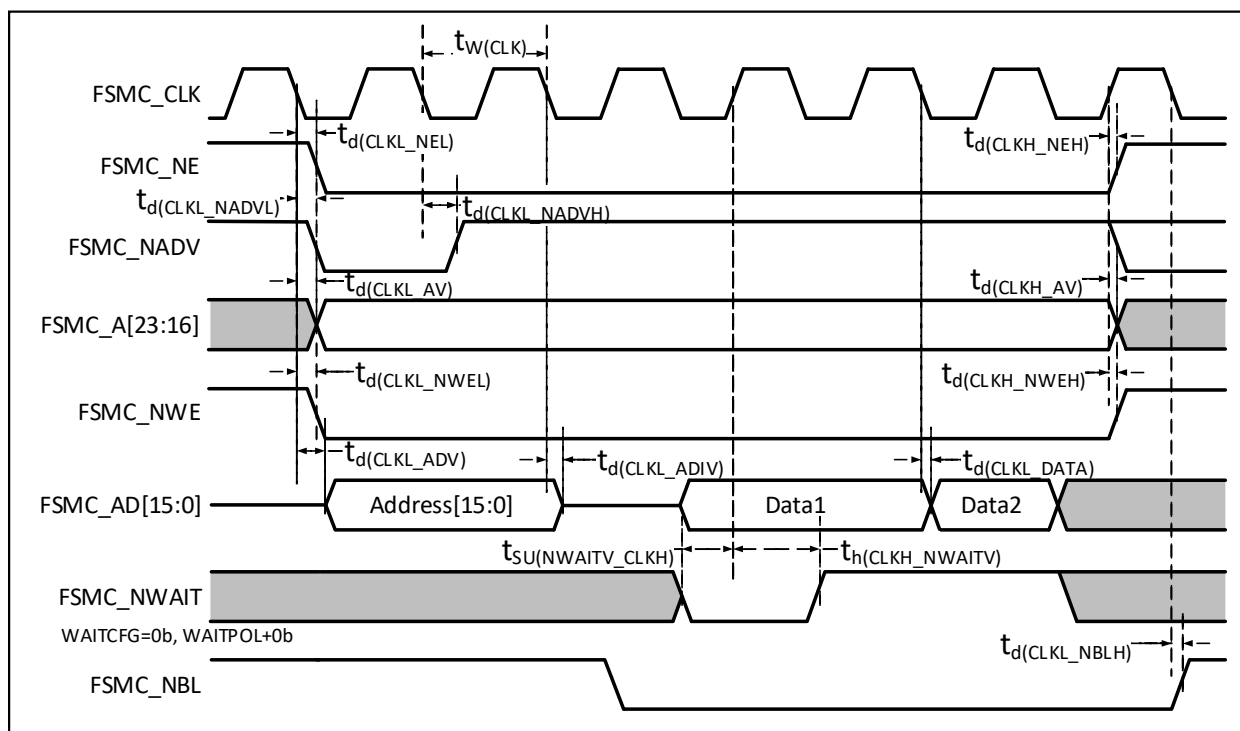 tW(CLK)
FSMC_CLK
td(CLKL_NEL)
td(CLKH_NEH)
FSMC_NE
td(CLKL_NADVL)
td(CLKL_NADVH)
FSMC_NADV
td(CLKL_AV)
td(CLKH_AV)
FSMC_A[23:16]
td(CLKL_NWEL)
td(CLKH_NWEH)
FSMC_NWE
td(CLKL_ADV)
td(CLKL_ADIV)
td(CLKL_DATA)
FSMC_AD[15:0]
Address[15:0]
Data1
Data2
tSU(NWAITV_CLKH)
th(CLKH_NWAITV)
FSMC_NWAIT
WAITCFG=0b, WAITPOL+0b
td(CLKL_NBLH)
FSMC_NBL